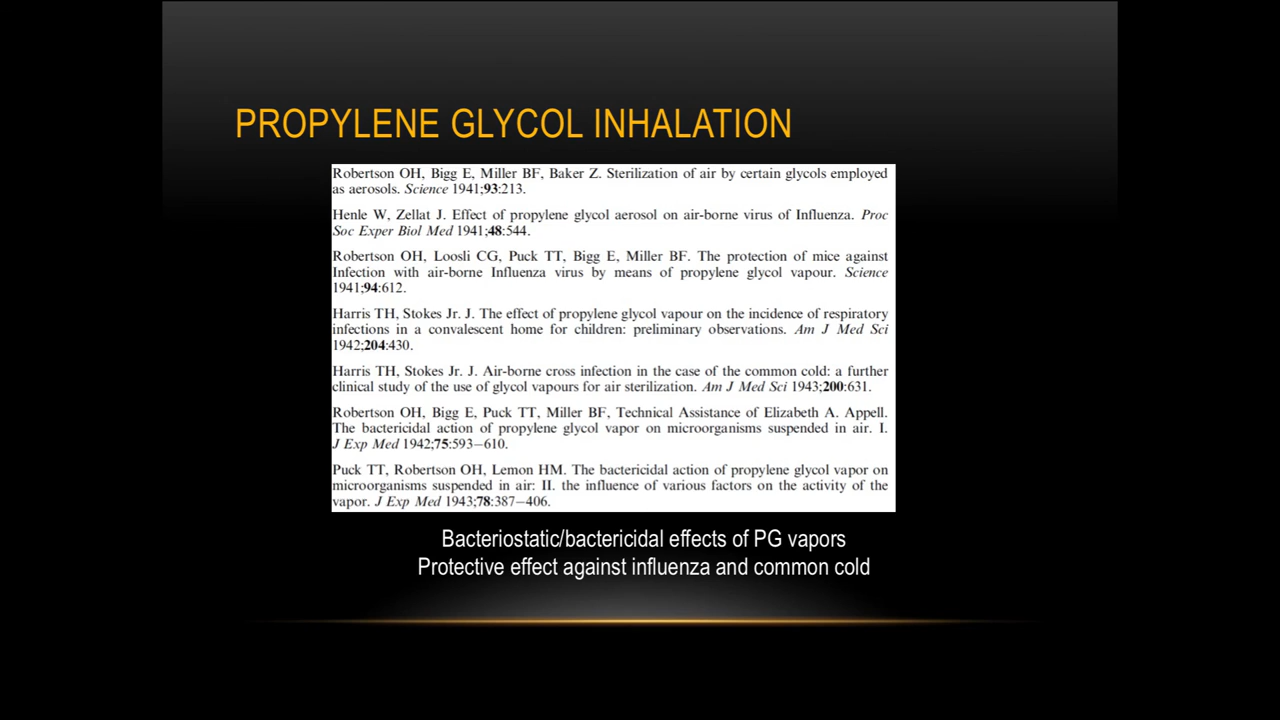 PROPYLENE GLYCOL INHALATION
Robertson OH, Bigg E, Miller BF, Baker Z. Sterilization of air by certain glycols employed
as aerosols. Science 1941;93:213.
Henle W, Zellat J. Effect of propylene glycol aerosol on air-borne virus of Influenza. Proc
Soc Exper Biol Med 1941;48:544.
Robertson OH, Loosli CG, Puck TT, Bigg E, Miller BF. The protection of mice against
Infection with air-borne Influenza virus by means of propylene glycol vapour. Science
1941;94:612.
Harris TH, Stokes Jr. J. The effect of propylene glycol vapour on the incidence of respiratory
infections in a convalescent home for children: preliminary observations. Am J Med Sci
1942;204:430.
Harris TH, Stokes Jr. J. Air-borne cross infection in the case of the common cold: a further
clinical study of the use of glycol vapours for air sterilization. Am J Med Sci 1943;200:631.
Robertson OH, Bigg E, Puck TT, Miller BF, Technical Assistance of Elizabeth A. Appell.
The bactericidal action of propylene glycol vapor on microorganisms suspended in air. I.
J Exp Med 1942;75:593–610.
Puck TT, Robertson OH, Lemon HM. The bactericidal action of propylene glycol vapor on
microorganisms suspended in air: II. the influence of various factors on the activity of the
vapor. J Exp Med 1943;78:387–406.
Bacteriostatic/bactericidal effects of PG vapors
Protective effect against influenza and common cold